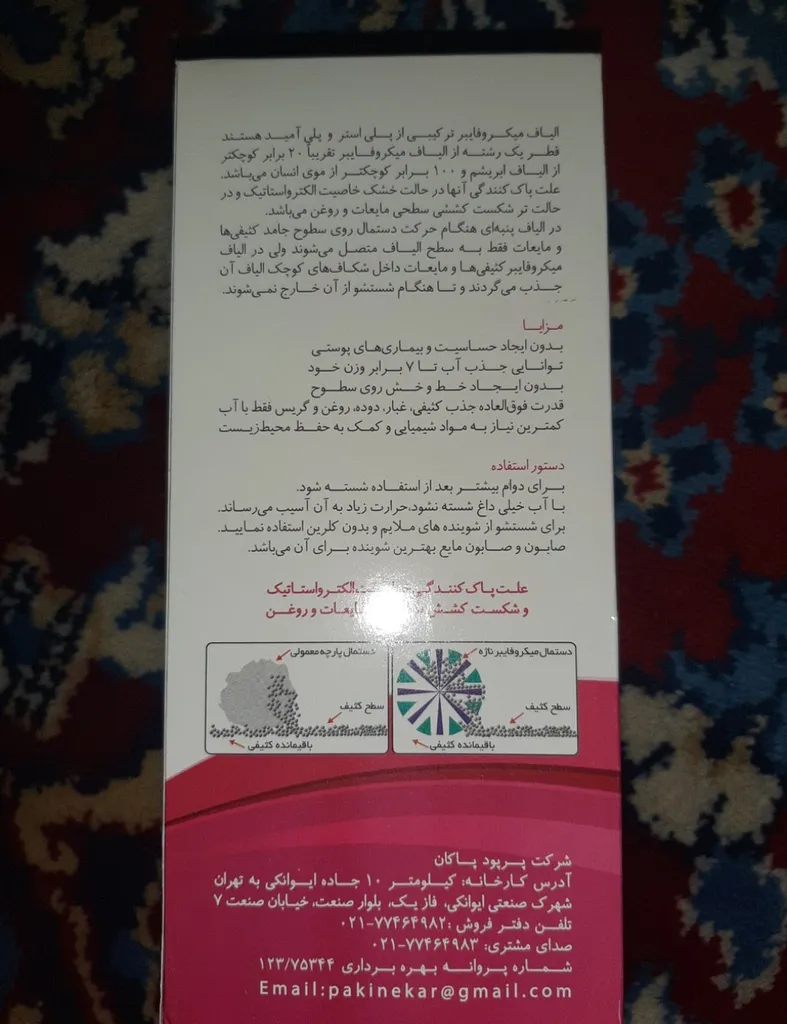 الیاف میکروفایبر ترکیبی از پلی استر و پلی آمید هستند
قطر یک رشته از الیاف میکروفایبر تقریبا ۲۰ برابر کوچکتر
از الیاف ابریشم و ۱۰۰ برابر کوچکتر از موی انسان می‌باشد.
علت پاک کنندگی آنها در حالت خشک خاصیت الکترواستاتیک و در
حالت تر شکست کششی سطحی مایعات و روغن می‌باشد.
در الیاف پنبه‌ای هنگام حرکت دستمال روی سطوح جامد کثیفی‌ها
و مایعات فقط به سطح الیاف متصل می‌شوند ولی در الیاف
میکروفایبر کثیفی‌ها و مایعات داخل شکاف‌های کوچک الیاف آن
جذب می‌گردند و تا هنگام شستشو از آن خارج نمی‌شوند.
مزایا
بدون ایجاد حساسیت و بیماری‌های پوستی
توانایی جذب آب تا ۷ برابر وزن خود
بدون ایجاد خط و خش روی سطوح
قدرت فوق‌العاده جذب کثیفی، غبار، دوده، روغن و گریس فقط با آب
کمترین نیاز به مواد شیمیایی و کمک به حفظ محیط‌زیست
دستور استفاده
برای دوام بیشتر بعد از استفاده شسته شود.
با آب خیلی داغ شسته نشود، حرارت زیاد به آن آسیب می‌رساند.
برای شستشو از شوینده های ملایم و بدون کلرین استفاده نمایید.
صابون و صابون مایع بهترین شوینده برای آن می‌باشد.
علت پاک کنندگی الکترواستاتیک
و شکست کشش مایعات و روغن
دستمال میکروفایبر نازه
سطح کثیف
باقیمانده کثیفی
دستمال پارچه معمولی
سطح کثیف
باقیمانده کثیفی
شرکت پرپود پاکان
آدرس کارخانه: کیلومتر ۱۰ جاده ایوانکی به تهران
شهرک صنعتی ایوانکی، فاز یک، بلوار صنعت، خیابان صنعت ۷
تلفن دفتر فروش: ۷۷۴۶۴۹۸۲-۰۲۱
صدای مشتری: ۷۷۴۶۴۹۸۳-۰۲۱
شماره پروانه بهره برداری ۱۲۳/۷۵۳۴۴
Email:pakinekar@gmail.com